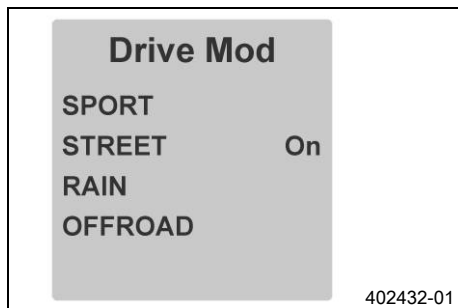 Drive Mod
SPORT
STREET On
RAIN
OFFROAD
402432-01